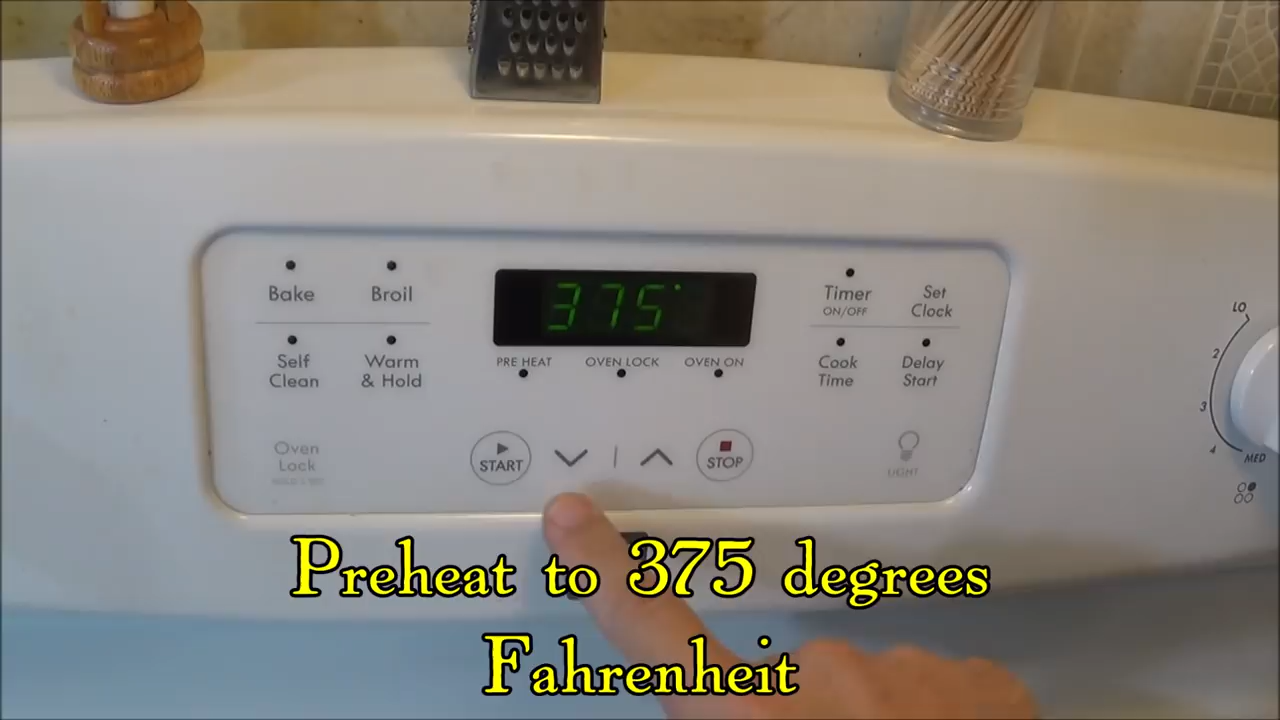 375°
Bake
Broil
Timer
ON/OFF
Set
Clock
PRE HEAT
OVEN LOCK
OVEN ON
Self
Clean
Warm
& Hold
Cook
Time
Delay
Start
Oven
Lock
START
STOP
LIGHT
LO
2
3
4
MED
Preheat to 375 degrees
Fahrenheit